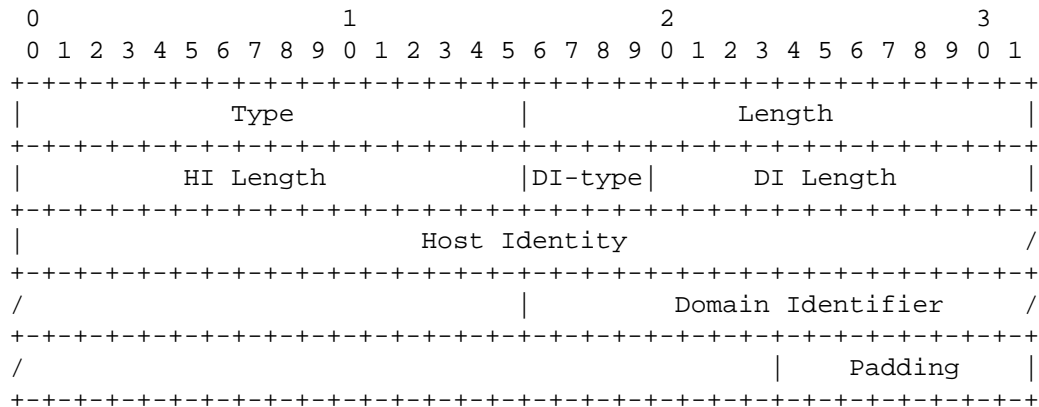 0                   1                   2                   3
 0 1 2 3 4 5 6 7 8 9 0 1 2 3 4 5 6 7 8 9 0 1 2 3 4 5 6 7 8 9 0 1
+-+-+-+-+-+-+-+-+-+-+-+-+-+-+-+-+-+-+-+-+-+-+-+-+-+-+-+-+-+-+-+-+
|             Type              |             Length            |
+-+-+-+-+-+-+-+-+-+-+-+-+-+-+-+-+-+-+-+-+-+-+-+-+-+-+-+-+-+-+-+-+
|          HI Length            |DI-type|      DI Length        |
+-+-+-+-+-+-+-+-+-+-+-+-+-+-+-+-+-+-+-+-+-+-+-+-+-+-+-+-+-+-+-+-+
|                         Host Identity                         /
+-+-+-+-+-+-+-+-+-+-+-+-+-+-+-+-+-+-+-+-+-+-+-+-+-+-+-+-+-+-+-+-+
/                               |         Domain Identifier     /
+-+-+-+-+-+-+-+-+-+-+-+-+-+-+-+-+-+-+-+-+-+-+-+-+-+-+-+-+-+-+-+-+
/                                               |    Padding    |
+-+-+-+-+-+-+-+-+-+-+-+-+-+-+-+-+-+-+-+-+-+-+-+-+-+-+-+-+-+-+-+-+